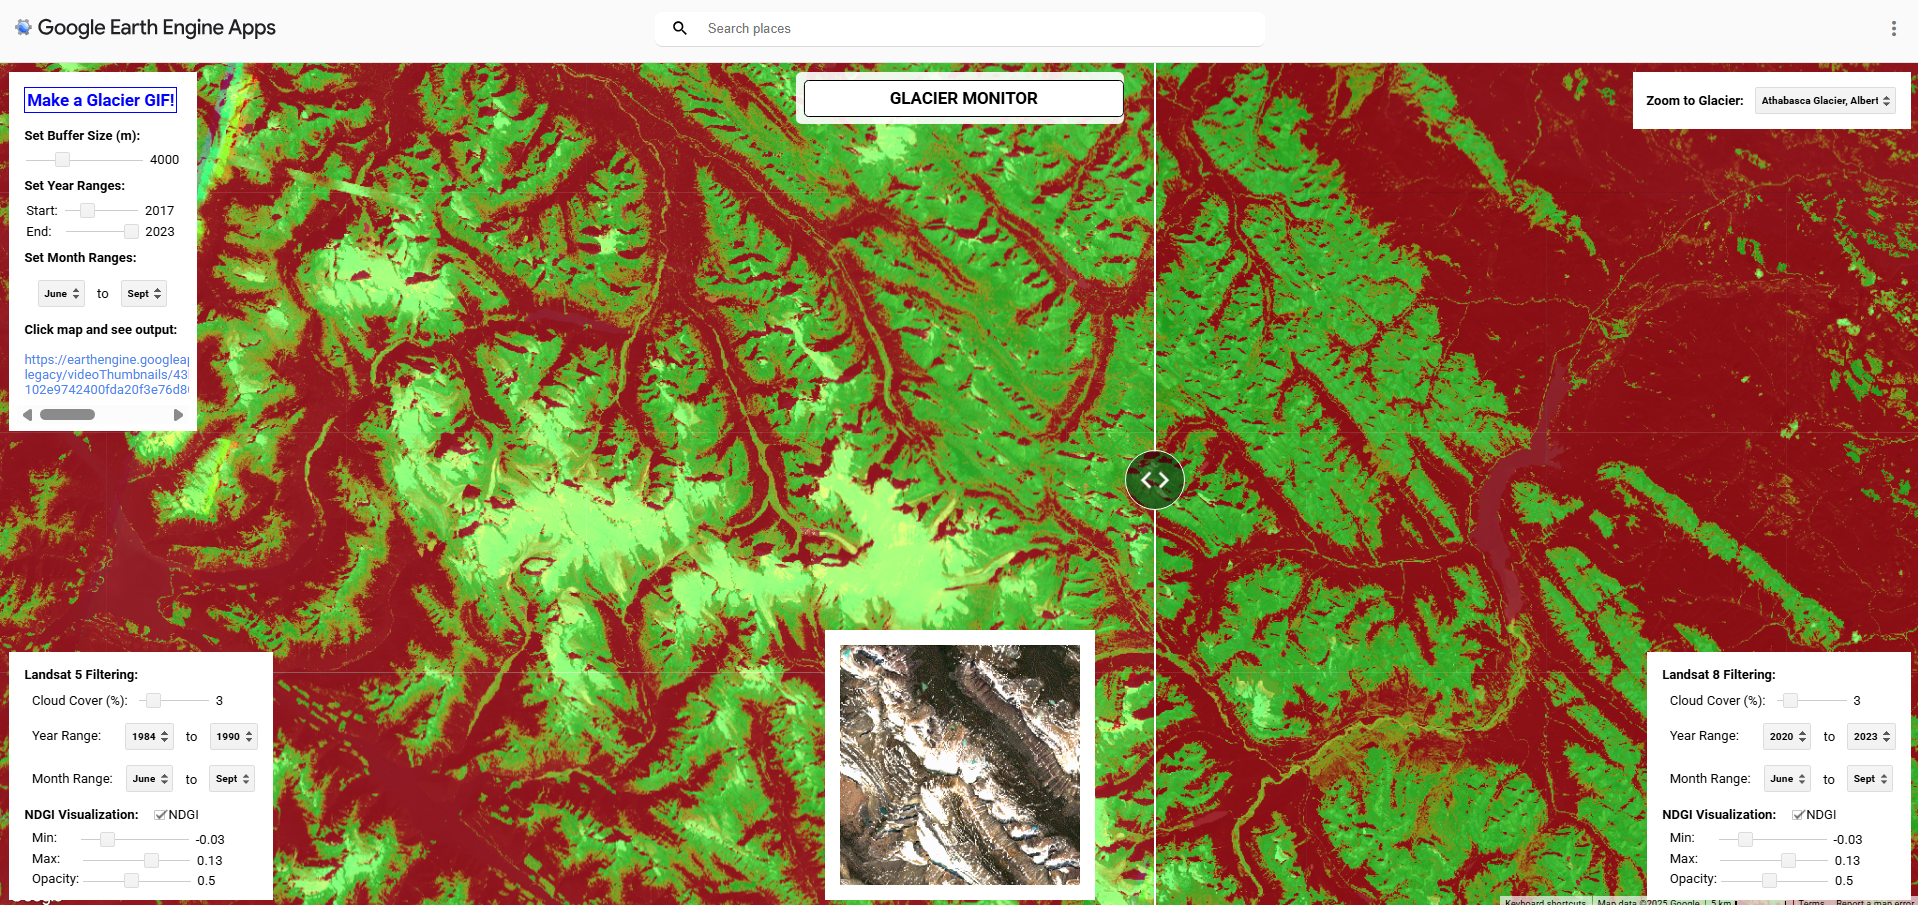 Google Earth Engine Apps
Search places
Make a Glacier GIF!
Set Buffer Size (m):
4000
Set Year Ranges:
Start: 2017
End: 2023
Set Month Ranges:
June to Sept
Click map and see output:
https://earthengine.googleap
legacy/videoThumbnails/43
102e9742400fda20f3e76d8
GLACIER MONITOR
Zoom to Glacier: Athabasca Glacier, Albert
Landsat 5 Filtering:
Cloud Cover (%): 3
Year Range: 1984 to 1990
Month Range: June to Sept
NDGI Visualization: NDGI
Min: -0.03
Max: 0.13
Opacity: 0.5
Google
Landsat 8 Filtering:
Cloud Cover (%): 3
Year Range: 2020 to 2023
Month Range: June to Sept
NDGI Visualization: NDGI
Min: -0.03
Max: 0.13
Opacity: 0.5
Keyboard shortcuts Map data ©2025 Google 5 km Terms Report a map error